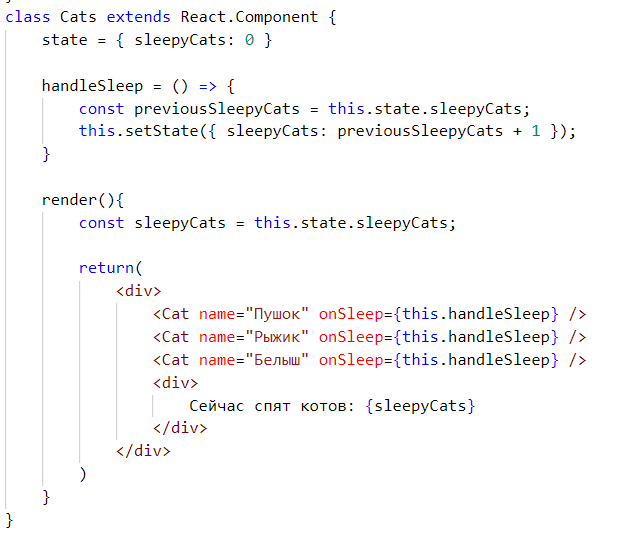 class Cats extends React.Component {
state = { sleepyCats: 0 }
handleSleep = () => {
const previousSleepyCats = this.state.sleepyCats;
this.setState({ sleepyCats: previousSleepyCats + 1 });
}
render(){
const sleepyCats = this.state.sleepyCats;
return(
<div>
<Cat name="Пушок" onSleep={this.handleSleep} />
<Cat name="Рыжик" onSleep={this.handleSleep} />
<Cat name="Белыш" onSleep={this.handleSleep} />
<div>
Сейчас спят котов: {sleepyCats}
</div>
</div>
)
}
}